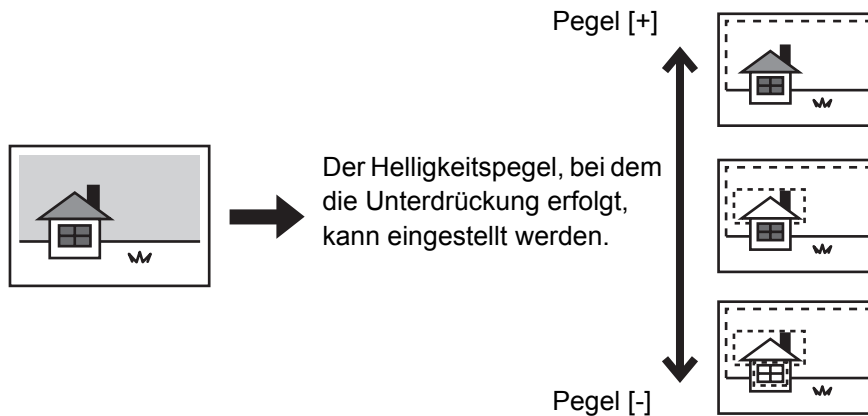 Pegel [+]
Der Helligkeitspegel, bei dem
die Unterdrückung erfolgt,
kann eingestellt werden.
Pegel [-]